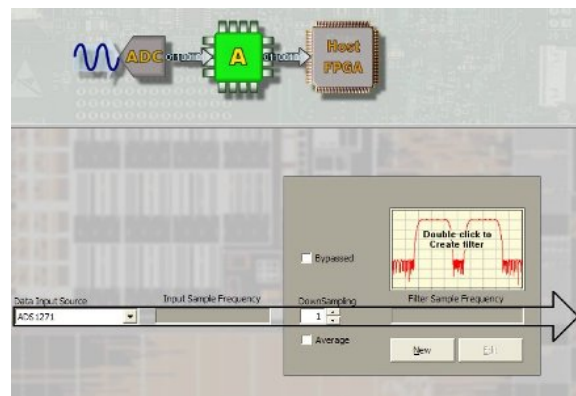 ADC
A
Host
FPGA
Double-click to
Create filter
Bypassed
Data Input Source
Input Sample Frequency
DownSampling
Filter Sample Frequency
ADS1271
1
Average
New
Edit